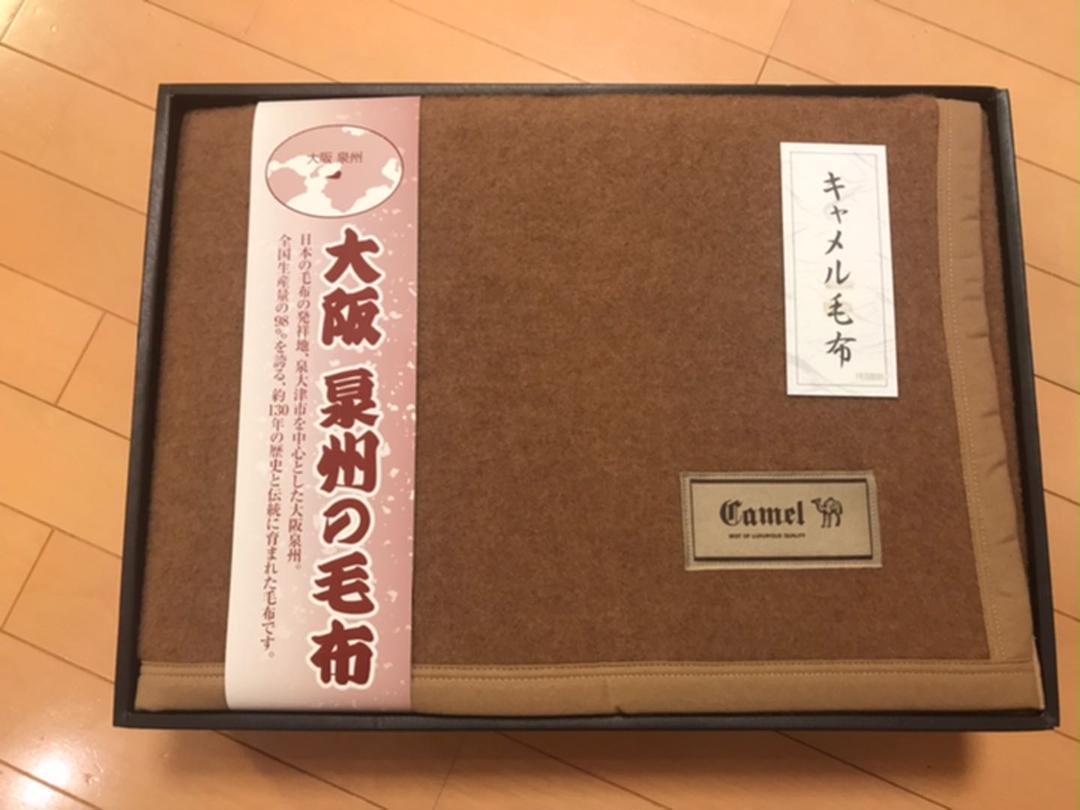 大阪 泉州
大阪 泉州の毛布
日本の毛布の発祥地、泉大津市を中心とした大阪泉州。
全国生産量の98%を誇る、約130年の歴史と伝統に育まれた毛布です。
キャメル毛布
Camel
BEST OF LUXURIOUS QUALITY